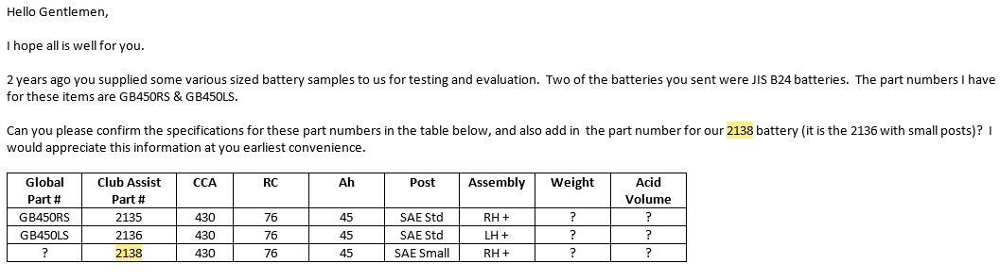 Hello Gentlemen,
I hope all is well for you.
2 years ago you supplied some various sized battery samples to us for testing and evaluation.  Two of the batteries you sent were JIS B24 batteries.  The part numbers I have
for these items are GB450RS & GB450LS.
Can you please confirm the specifications for these part numbers in the table below, and also add in  the part number for our 2138 battery (it is the 2136 with small posts)?  I
would appreciate this information at you earliest convenience.
Global Part # | Club Assist Part # | CCA | RC | Ah | Post | Assembly | Weight | Acid Volume
GB450RS | 2135 | 430 | 76 | 45 | SAE Std | RH + | ? | ?
GB450LS | 2136 | 430 | 76 | 45 | SAE Std | LH + | ? | ?
? | 2138 | 430 | 76 | 45 | SAE Small | RH + | ? | ?